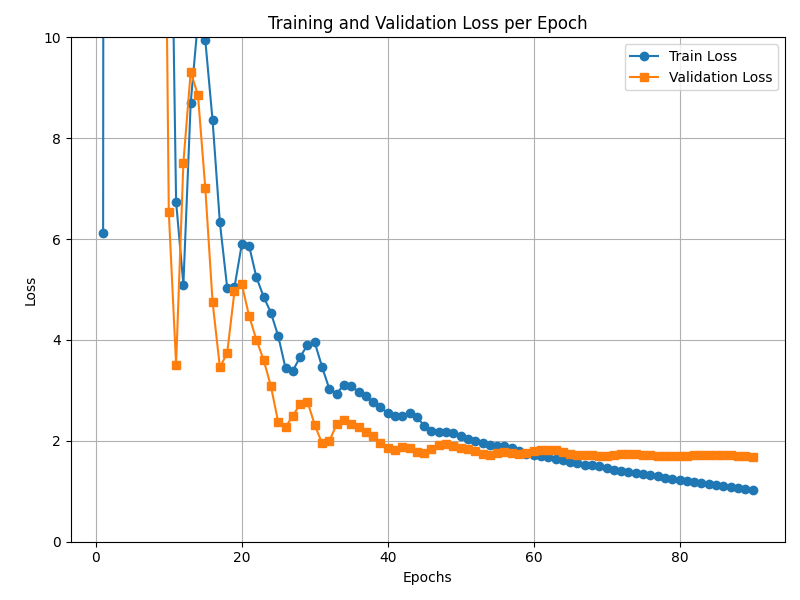 Training and Validation Loss per Epoch
Train Loss
Validation Loss
10
8
6
4
2
0
Loss
0 20 40 60 80
Epochs